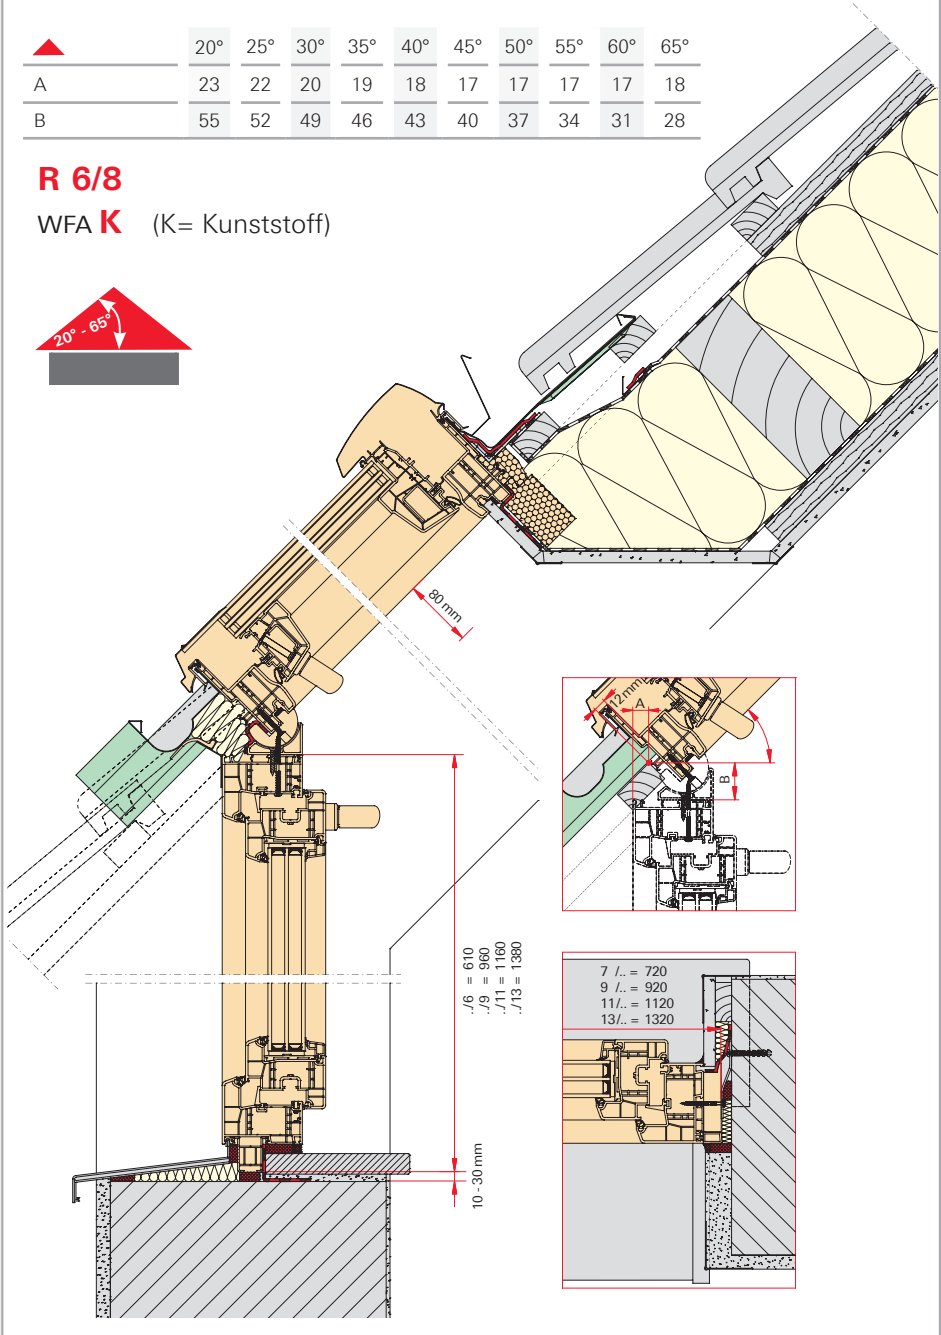 20° 25° 30° 35° 40° 45° 50° 55° 60° 65°
A 23 22 20 19 18 17 17 17 17 18
B 55 52 49 46 43 40 37 34 31 28
R 6/8
WFA K (K= Kunststoff)
20° - 65°
80 mm
12mm
A
B
../6 = 610
../9 = 960
../11 = 1160
../13 = 1380
10 - 30 mm
7 /.. = 720
9 /.. = 920
11/.. = 1120
13/.. = 1320